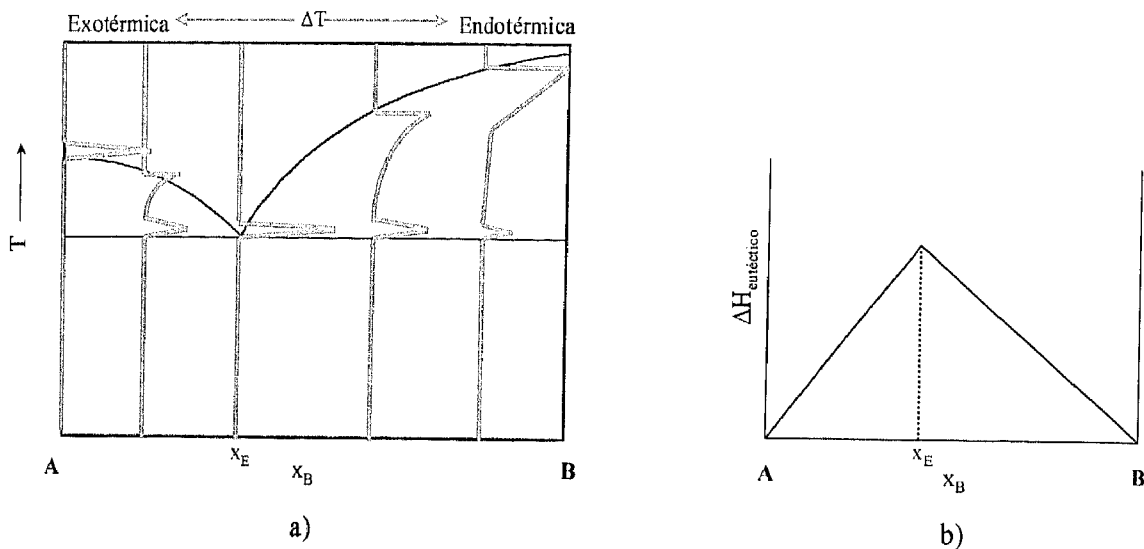 Exotérmica ΔT Endotérmica
T
A x_E B
x_B
a)
ΔH_eutéctico
A x_E B
x_B
b)